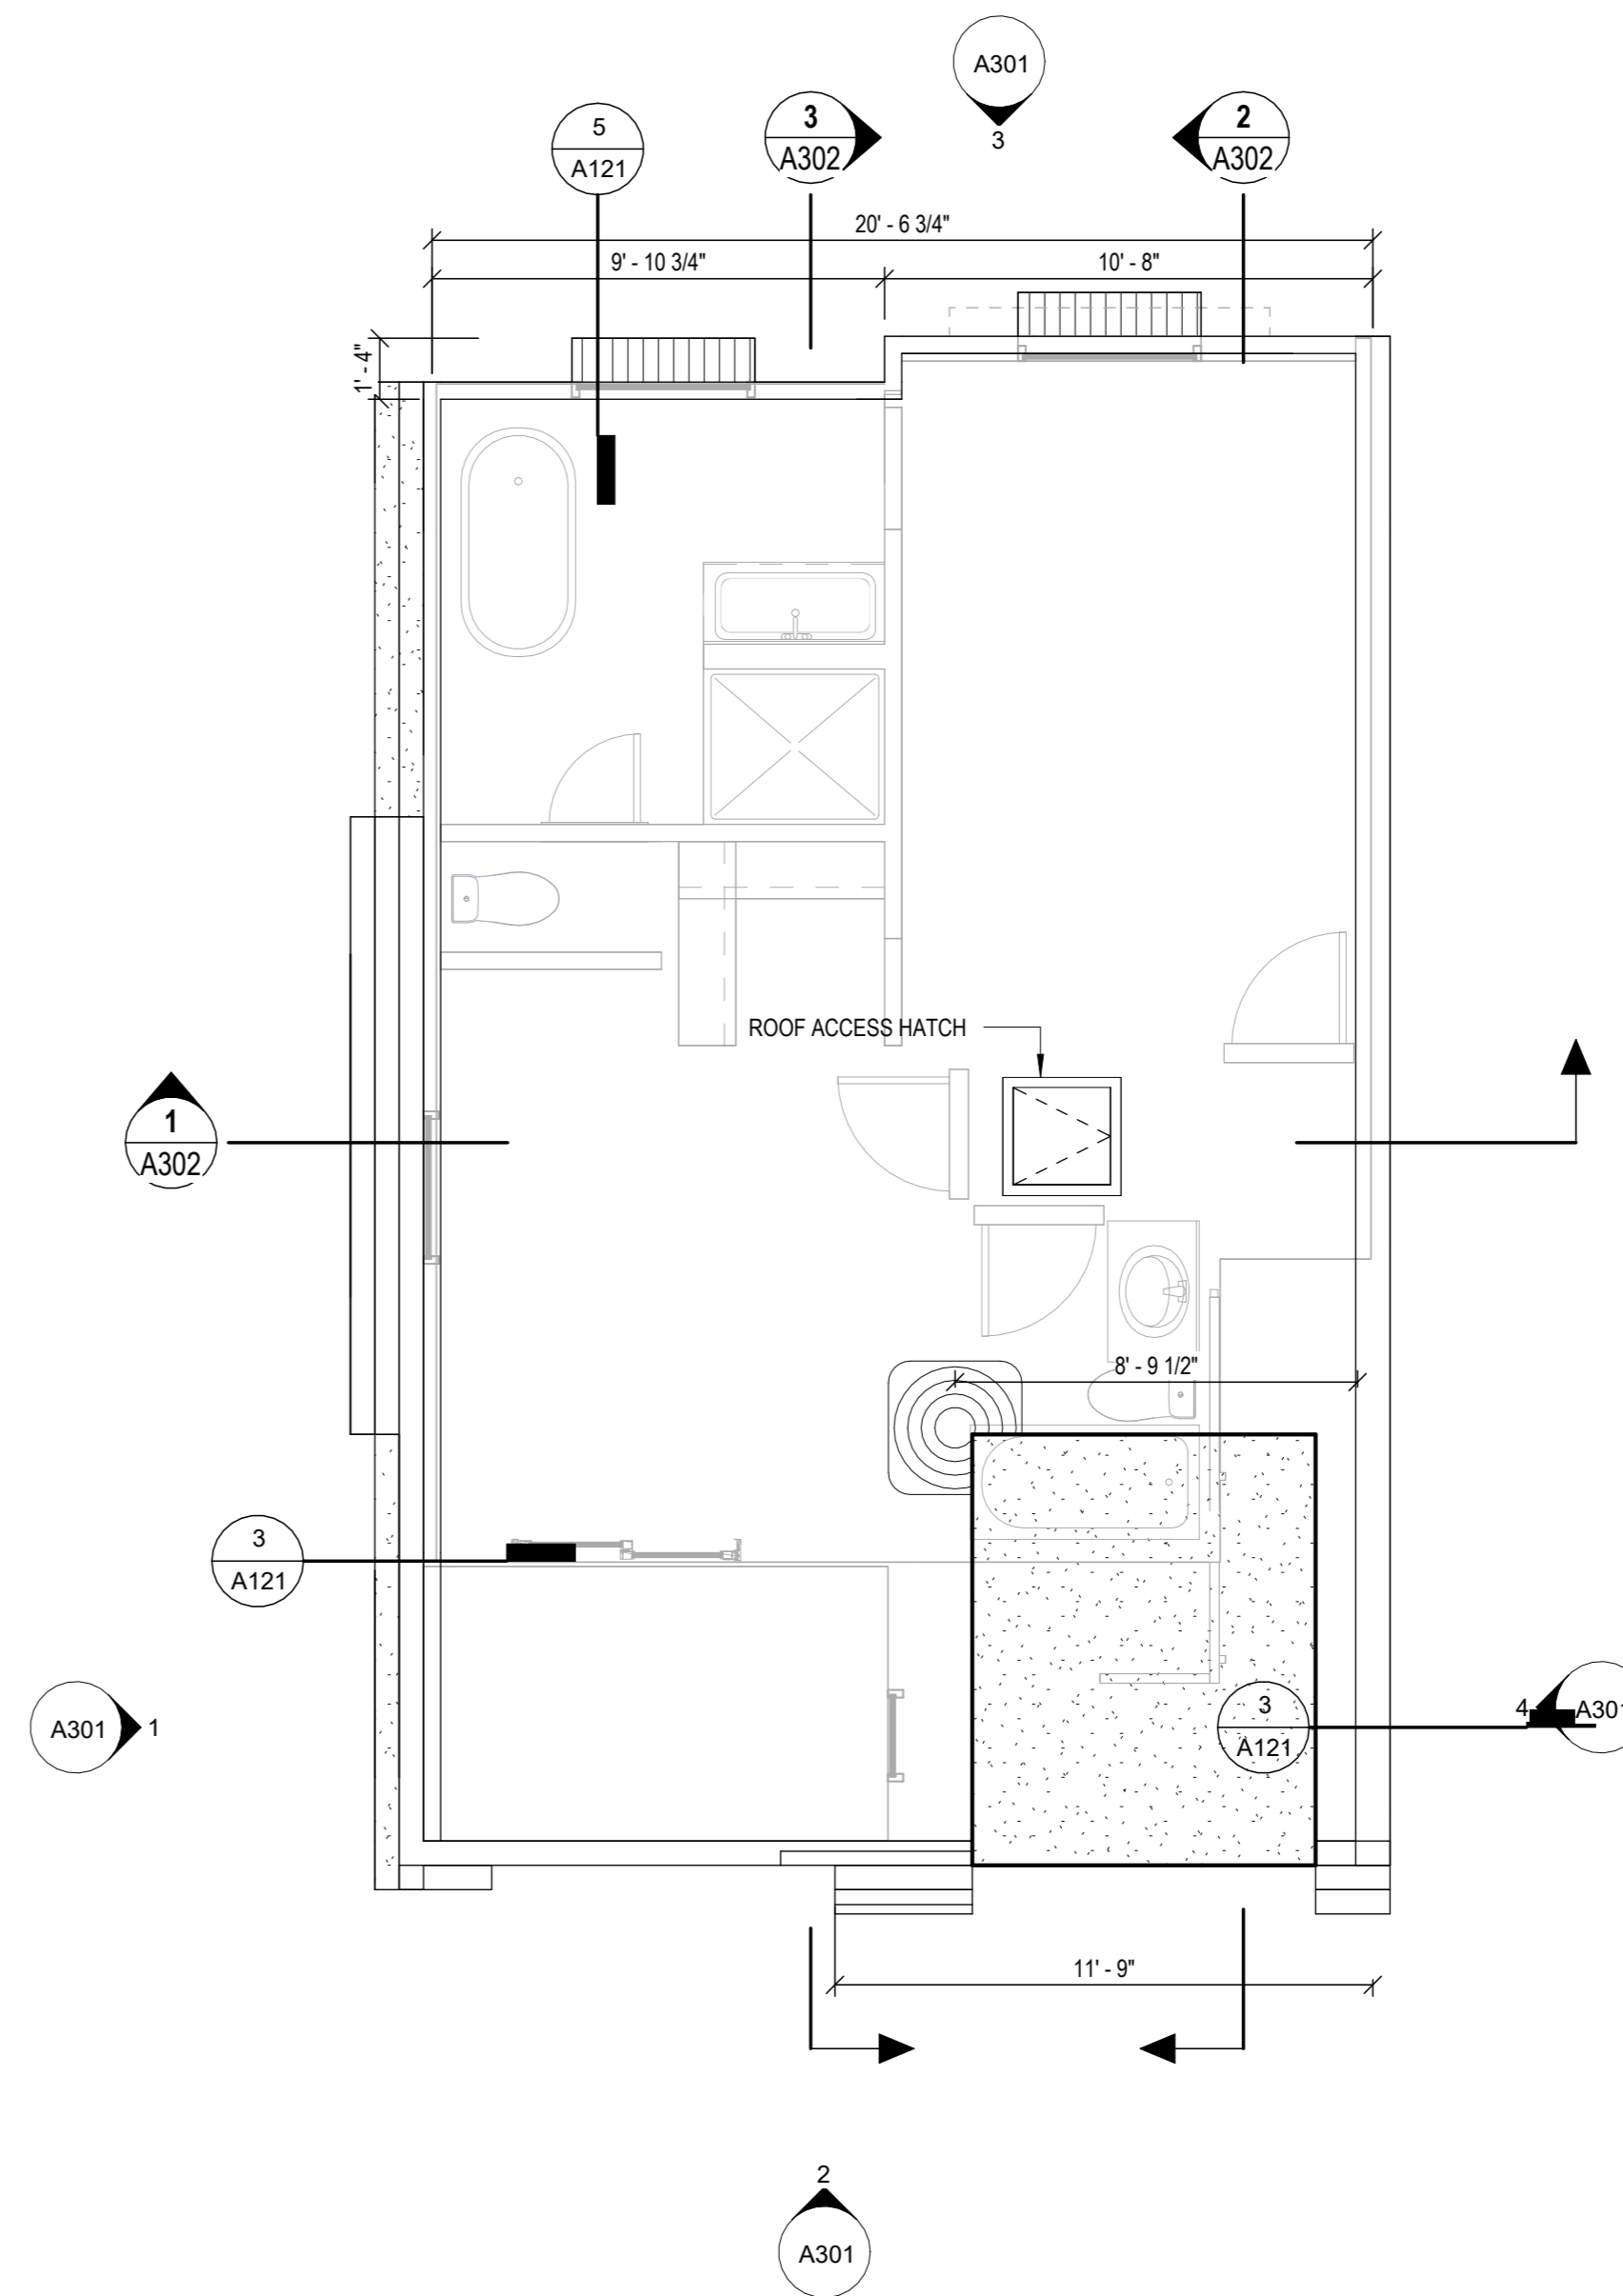 A301
3
5
A121
3
A302
2
A302
20' - 6 3/4"
9' - 10 3/4"
10' - 8"
1' - 4"
ROOF ACCESS HATCH
1
A302
8' - 9 1/2"
3
A121
A301
1
3
A121
4
A301
11' - 9"
2
A301